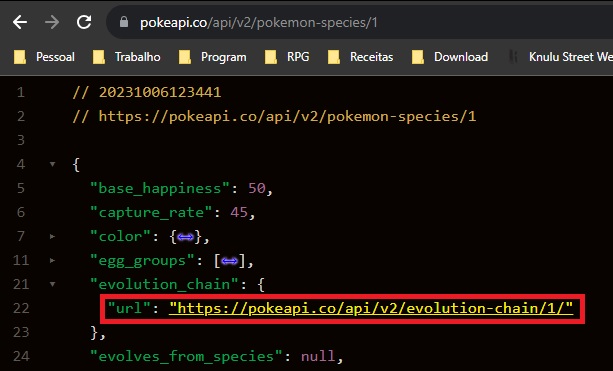 pokeapi.co/api/v2/pokemon-species/1
Pessoal Trabalho Program RPG Receitas Download Knulu Street We
1 // 20231006123441
2 // https://pokeapi.co/api/v2/pokemon-species/1
3
4 {
5 "base_happiness": 50,
6 "capture_rate": 45,
7 "color": {},
11 "egg_groups": [],
21 "evolution_chain": {
22 "url": "https://pokeapi.co/api/v2/evolution-chain/1/"
23 },
24 "evolves_from_species": null,